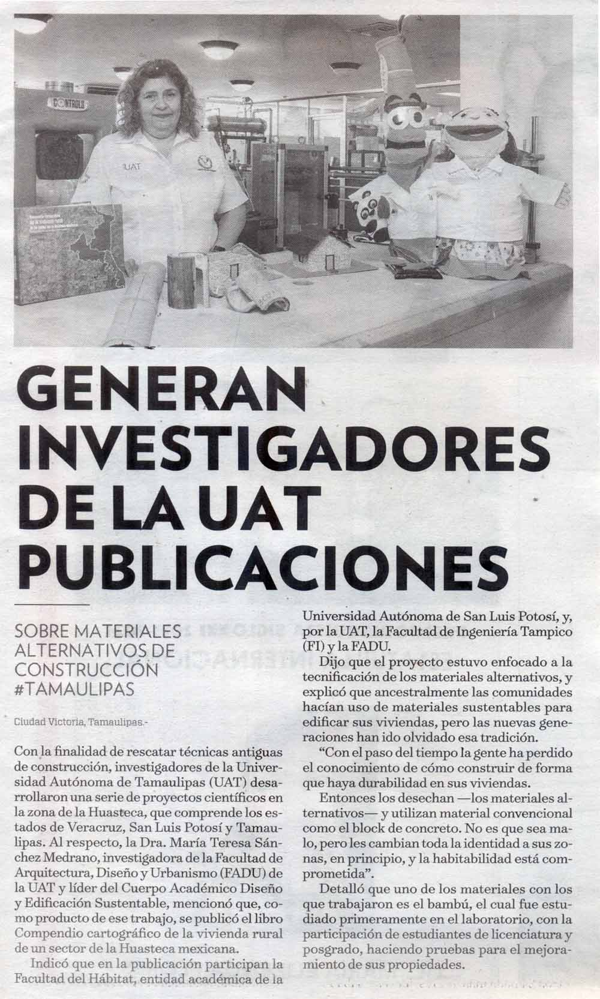 CONTROLS
UAT
GENERAN
INVESTIGADORES
DE LA UAT
PUBLICACIONES
SOBRE MATERIALES
ALTERNATIVOS DE
CONSTRUCCIÓN
#TAMAULIPAS
Ciudad Victoria, Tamaulipas.-
Con la finalidad de rescatar técnicas antiguas
de construcción, investigadores de la Univer-
sidad Autónoma de Tamaulipas (UAT) desa-
rrollaron una serie de proyectos científicos en
la zona de la Huasteca, que comprende los es-
tados de Veracruz, San Luis Potosí y Tamau-
lipas. Al respecto, la Dra. María Teresa Sán-
chez Medrano, investigadora de la Facultad de
Arquitectura, Diseño y Urbanismo (FADU) de
la UAT y líder del Cuerpo Académico Diseño
y Edificación Sustentable, mencionó que, co-
mo producto de ese trabajo, se publicó el libro
Compendio cartográfico de la vivienda rural
de un sector de la Huasteca mexicana.
Indicó que en la publicación participan la
Facultad del Hábitat, entidad académica de la
Universidad Autónoma de San Luis Potosí, y,
por la UAT, la Facultad de Ingeniería Tampico
(FI) y la FADU.
Dijo que el proyecto estuvo enfocado a la
tecnificación de los materiales alternativos, y
explicó que ancestralmente las comunidades
hacían uso de materiales sustentables para
edificar sus viviendas, pero las nuevas gene-
raciones han ido olvidado esa tradición.
“Con el paso del tiempo la gente ha perdido
el conocimiento de cómo construir de forma
que haya durabilidad en sus viviendas.
Entonces los desechan —los materiales al-
ternativos— y utilizan material convencional
como el block de concreto. No es que sea ma-
lo, pero les cambian toda la identidad a sus zo-
nas, en principio, y la habitabilidad está com-
prometida”.
Detalló que uno de los materiales con los
que trabajaron es el bambú, el cual fue estu-
diado primeramente en el laboratorio, con la
participación de estudiantes de licenciatura y
posgrado, haciendo pruebas para el mejora-
miento de sus propiedades.